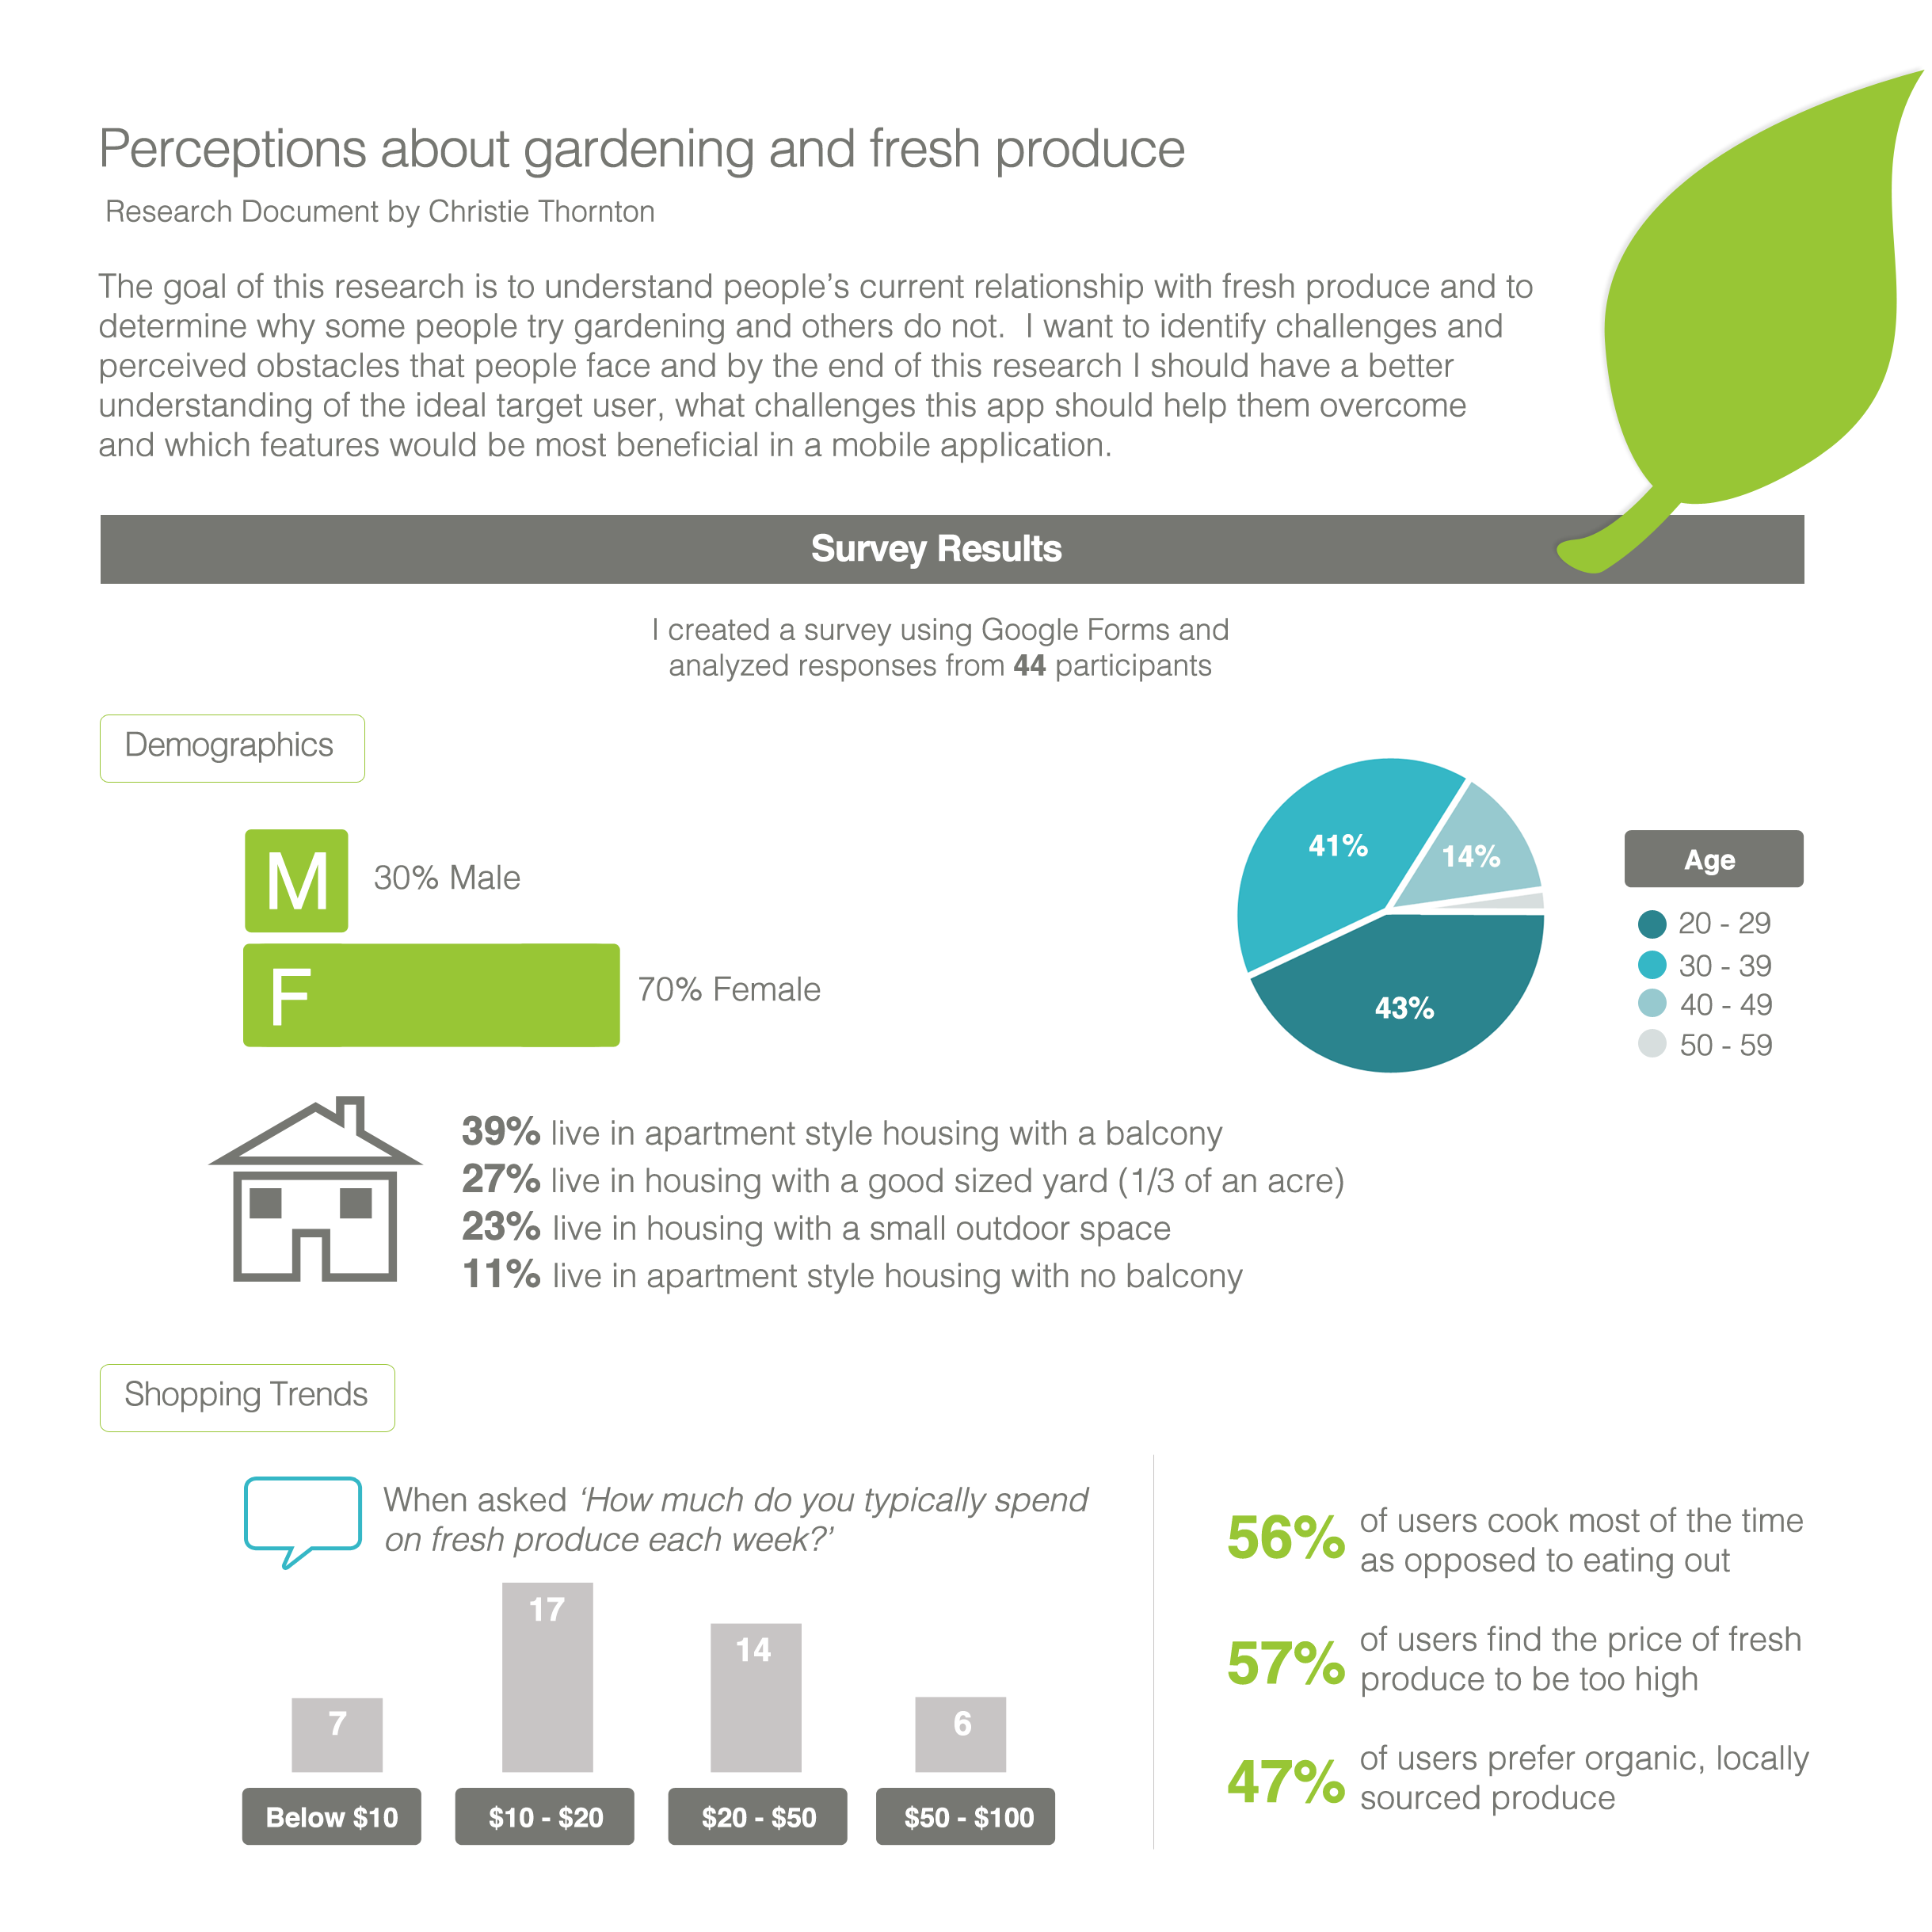 Perceptions about gardening and fresh produce
Research Document by Christie Thornton
The goal of this research is to understand people's current relationship with fresh produce and to
determine why some people try gardening and others do not.  I want to identify challenges and
perceived obstacles that people face and by the end of this research I should have a better
understanding of the ideal target user, what challenges this app should help them overcome
and which features would be most beneficial in a mobile application.
Survey Results
I created a survey using Google Forms and
analyzed responses from 44 participants
Demographics
M
30% Male
F
70% Female
41%
14%
43%
Age
20 - 29
30 - 39
40 - 49
50 - 59
39% live in apartment style housing with a balcony
27% live in housing with a good sized yard (1/3 of an acre)
23% live in housing with a small outdoor space
11% live in apartment style housing with no balcony
Shopping Trends
When asked ‘How much do you typically spend
on fresh produce each week?’
7
17
14
6
Below $10
$10 - $20
$20 - $50
$50 - $100
56% of users cook most of the time
as opposed to eating out
57% of users find the price of fresh
produce to be too high
47% of users prefer organic, locally
sourced produce